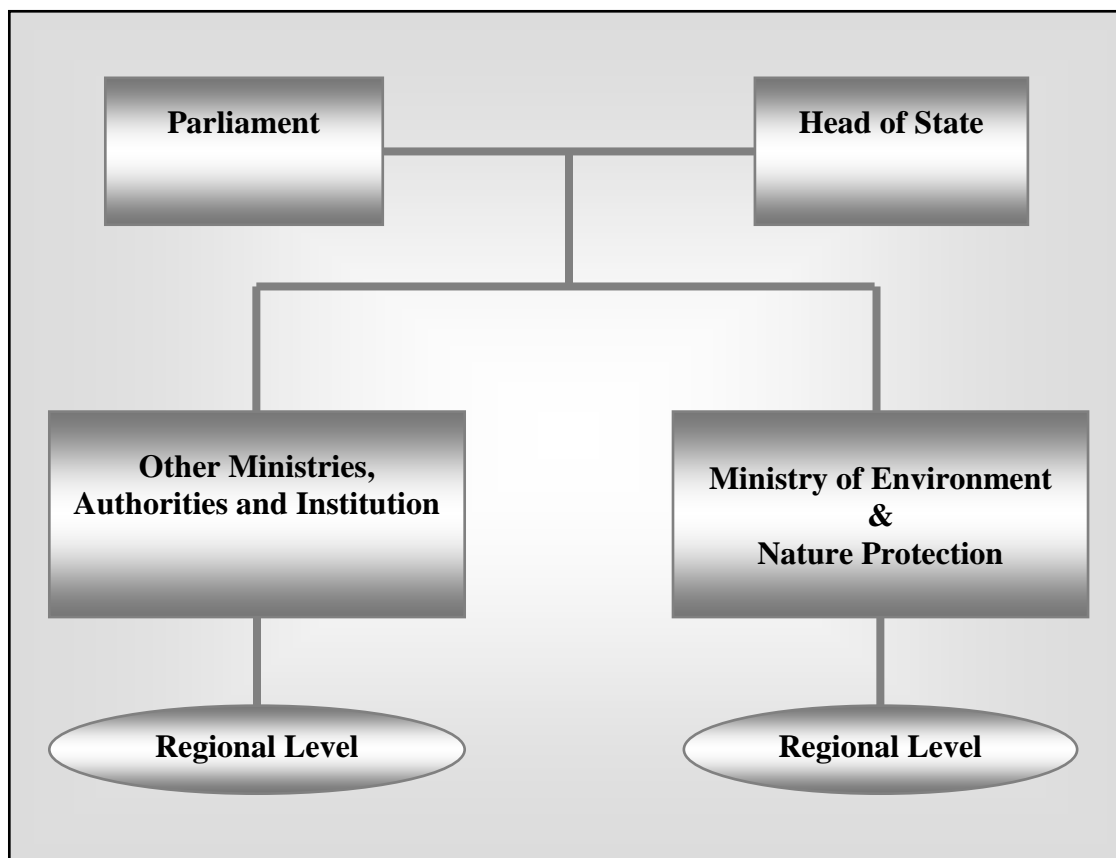 Parliament
Head of State
Other Ministries,
Authorities and Institution
Ministry of Environment
&
Nature Protection
Regional Level
Regional Level